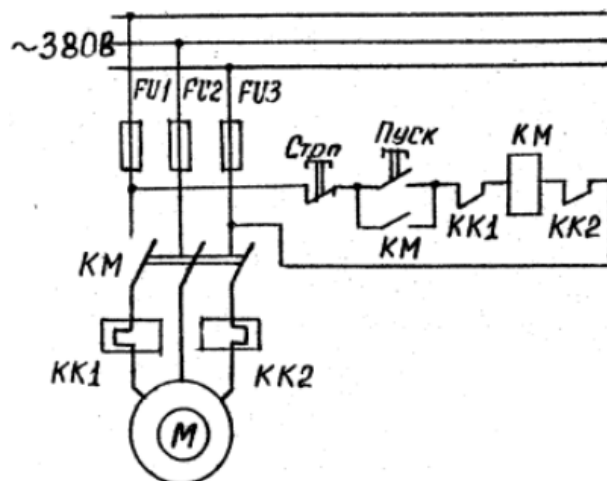 ~380В
FU1 FU2 FU3
Стоп Пуск КМ
КМ КК1 КК2
КМ
КК1 КК2
М